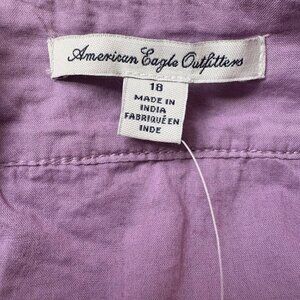 American Eagle Outfitters
18
MADE IN
INDIA
FABRIQUÉ EN
INDE